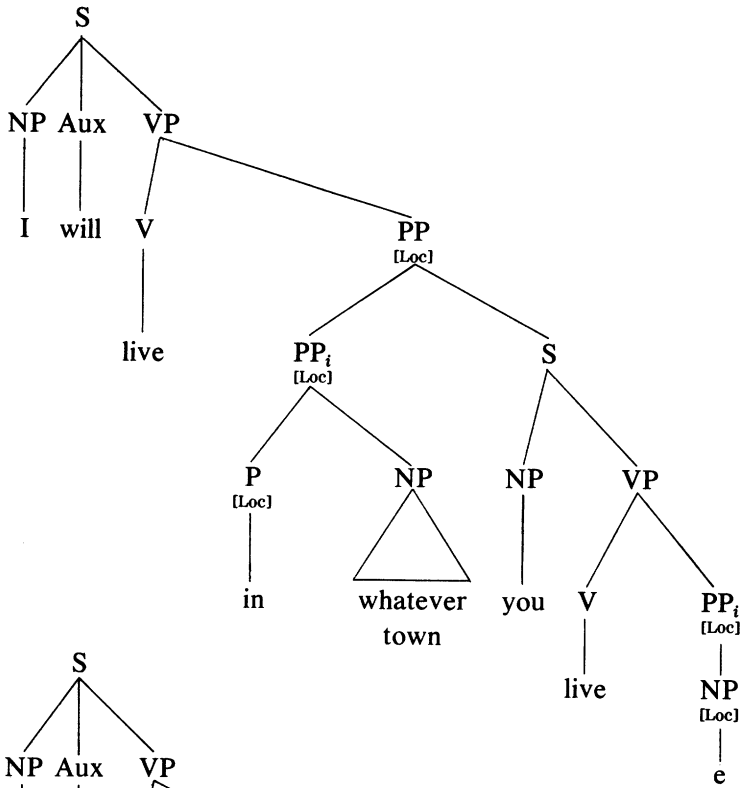 S
NP Aux VP
I will V PP
[Loc]
live PP_i S
[Loc]
P NP NP VP
[Loc]
in whatever you V PP_i
town [Loc]
live NP
[Loc]
e
S
NP Aux VP